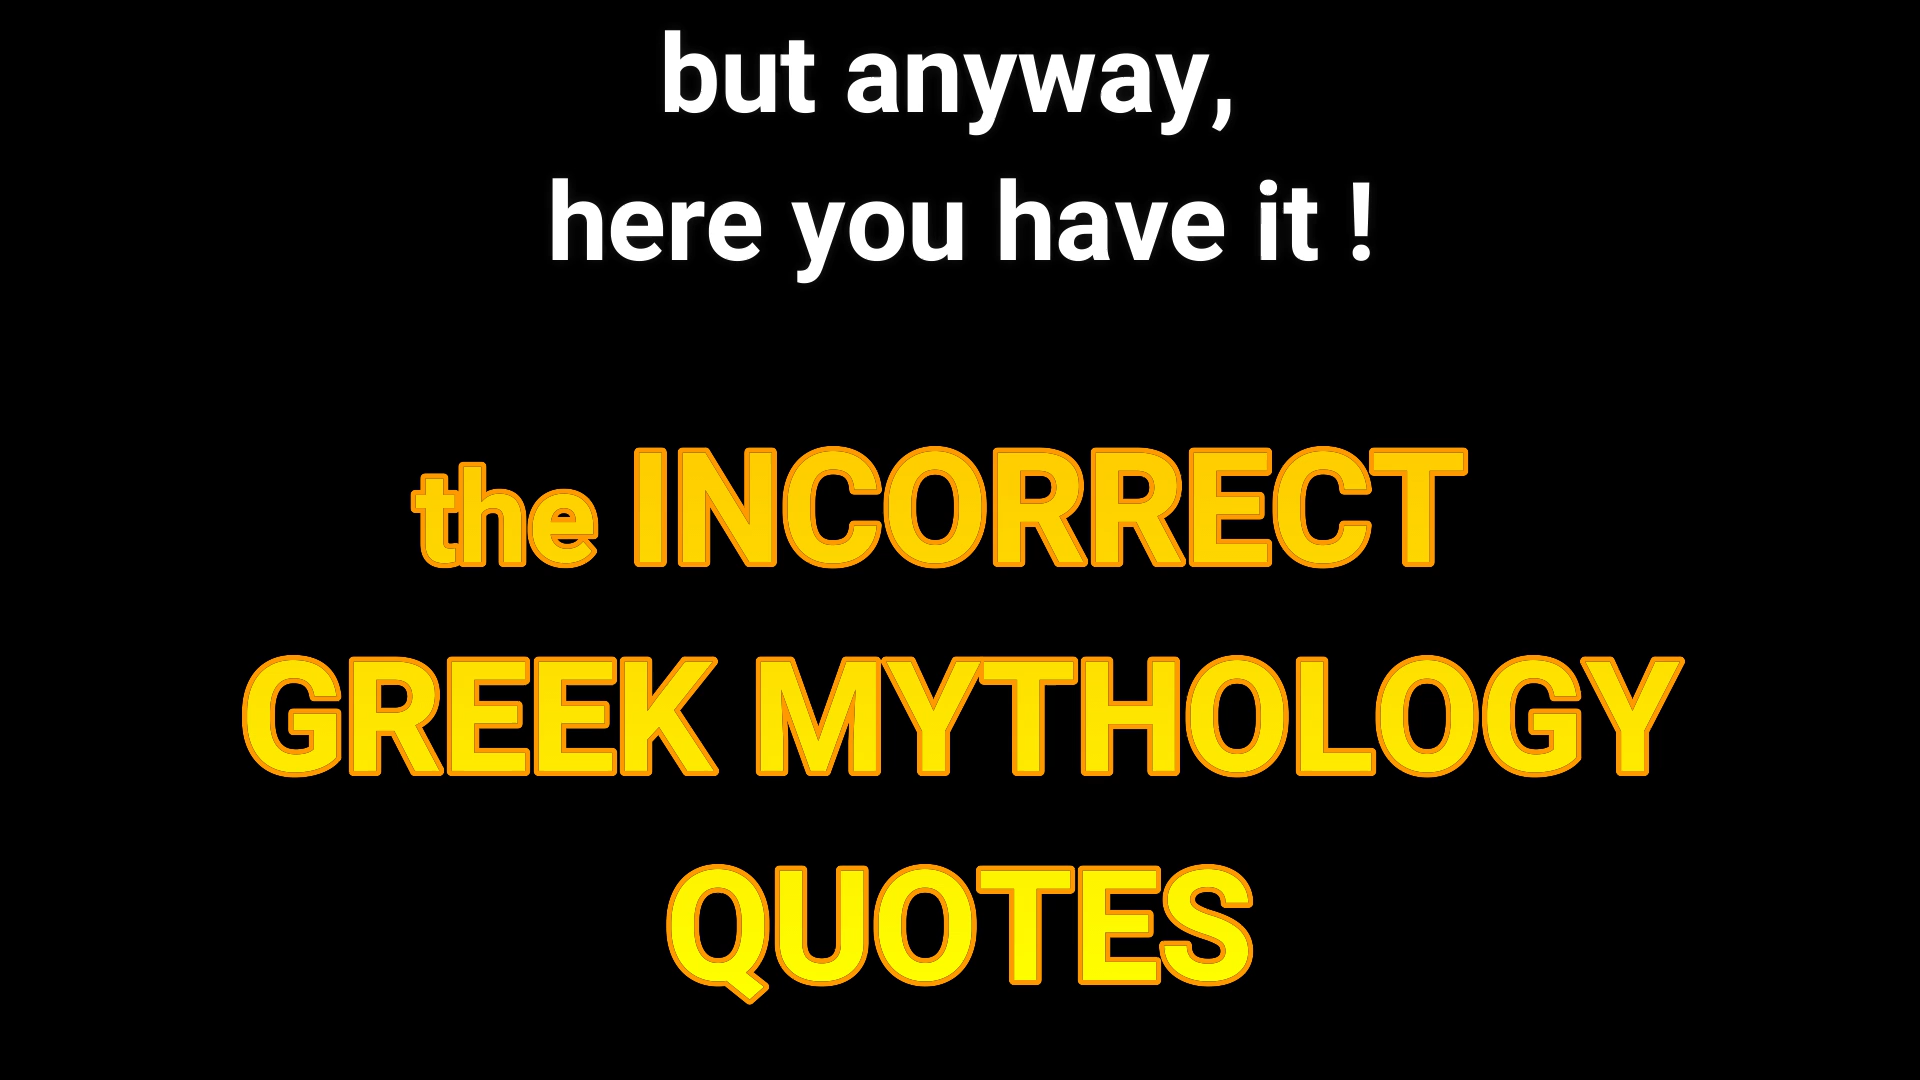 but anyway,
here you have it !
the INCORRECT
GREEK MYTHOLOGY
QUOTES